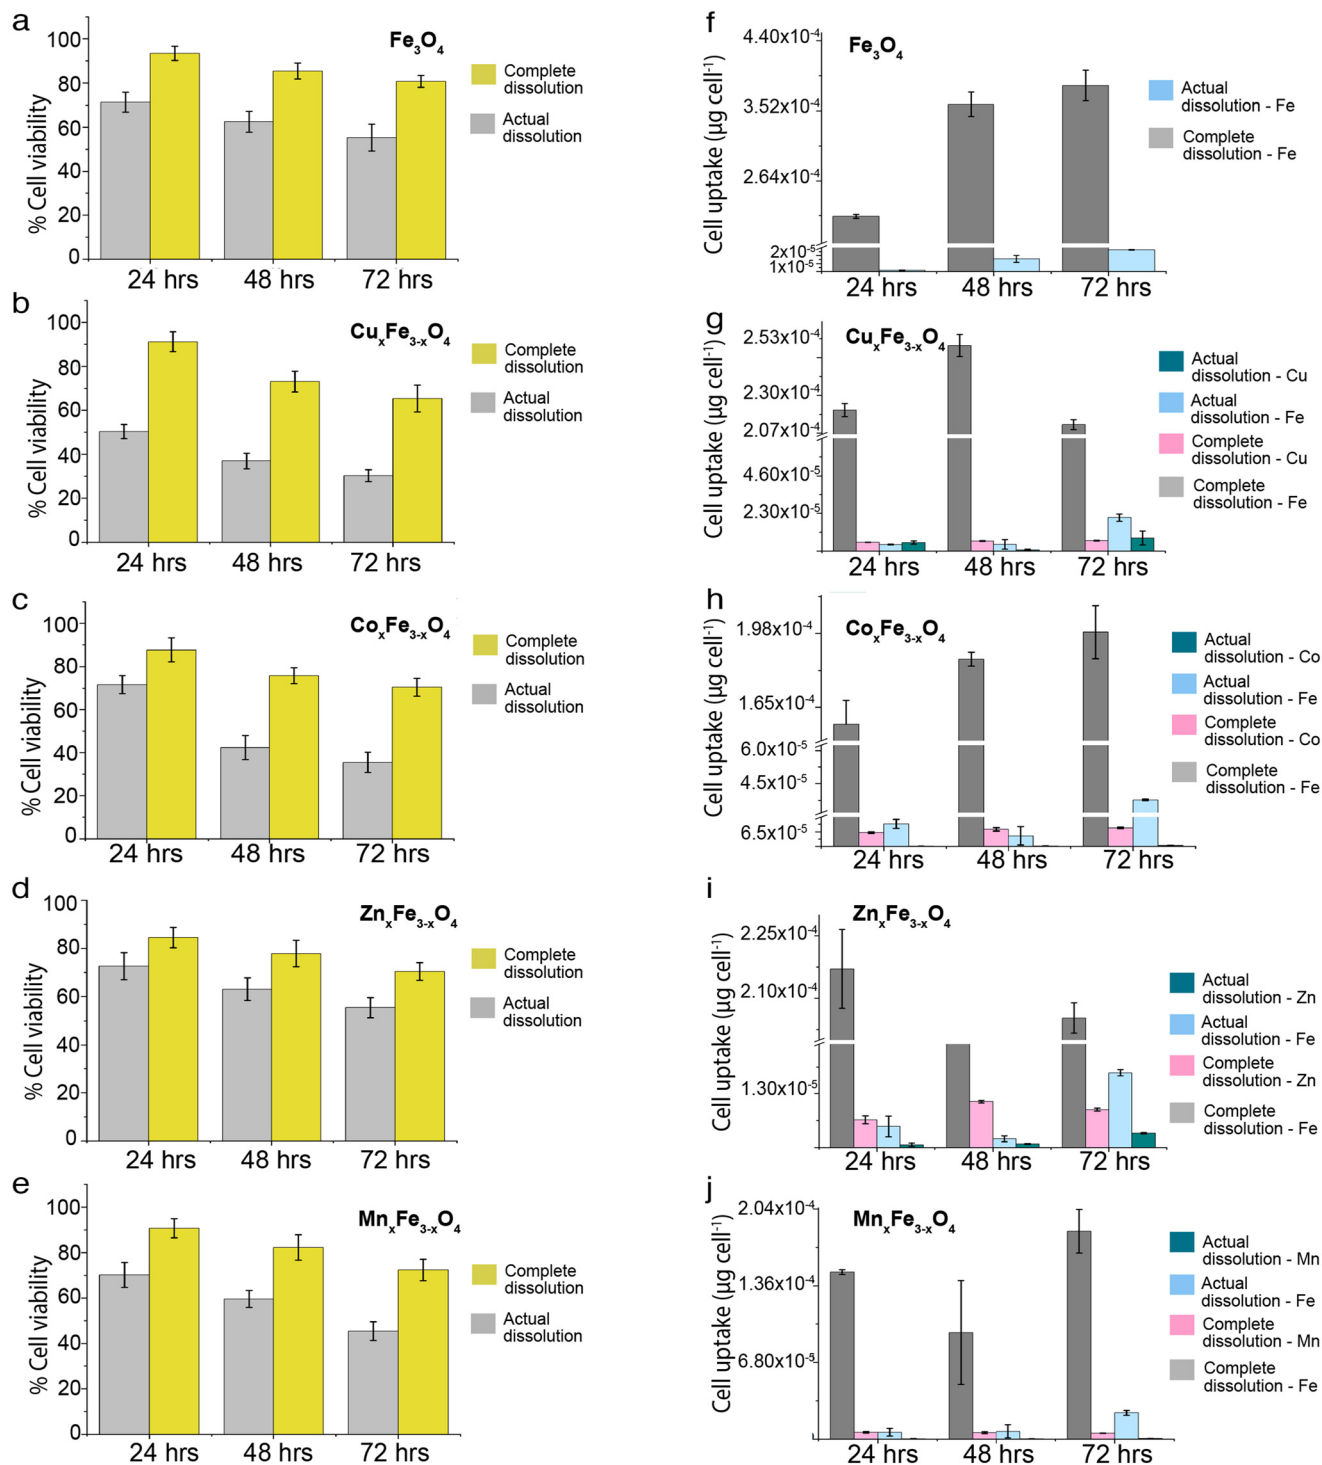 a
% Cell viability
100
80
60
40
20
0
Fe3O4
Complete
dissolution
Actual
dissolution
24 hrs
48 hrs
72 hrs
b
% Cell viability
100
80
60
40
20
0
CuxFe3-xO4
Complete
dissolution
Actual
dissolution
24 hrs
48 hrs
72 hrs
c
% Cell viability
100
80
60
40
20
0
CoxFe3-xO4
Complete
dissolution
Actual
dissolution
24 hrs
48 hrs
72 hrs
d
% Cell viability
100
80
60
40
20
0
ZnxFe3-xO4
Complete
dissolution
Actual
dissolution
24 hrs
48 hrs
72 hrs
e
% Cell viability
100
80
60
40
20
0
MnxFe3-xO4
Complete
dissolution
Actual
dissolution
24 hrs
48 hrs
72 hrs
f
Cell uptake (µg cell-1)
4.40x10-4
3.52x10-4
2.64x10-4
2x10-5
1x10-5
Fe3O4
Actual
dissolution - Fe
Complete
dissolution - Fe
24 hrs
48 hrs
72 hrs
g
Cell uptake (µg cell-1)
2.53x10-4
2.30x10-4
2.07x10-4
4.60x10-5
2.30x10-5
CuxFe3-xO4
Actual
dissolution - Cu
Actual
dissolution - Fe
Complete
dissolution - Cu
Complete
dissolution - Fe
24 hrs
48 hrs
72 hrs
h
Cell uptake (µg cell-1)
1.98x10-4
1.65x10-4
6.0x10-5
4.5x10-5
6.5x10-5
CoxFe3-xO4
Actual
dissolution - Co
Actual
dissolution - Fe
Complete
dissolution - Co
Complete
dissolution - Fe
24 hrs
48 hrs
72 hrs
i
Cell uptake (µg cell-1)
2.25x10-4
2.10x10-4
1.30x10-5
ZnxFe3-xO4
Actual
dissolution - Zn
Actual
dissolution - Fe
Complete
dissolution - Zn
Complete
dissolution - Fe
24 hrs
48 hrs
72 hrs
j
Cell uptake (µg cell-1)
2.04x10-4
1.36x10-4
6.80x10-5
MnxFe3-xO4
Actual
dissolution - Mn
Actual
dissolution - Fe
Complete
dissolution - Mn
Complete
dissolution - Fe
24 hrs
48 hrs
72 hrs